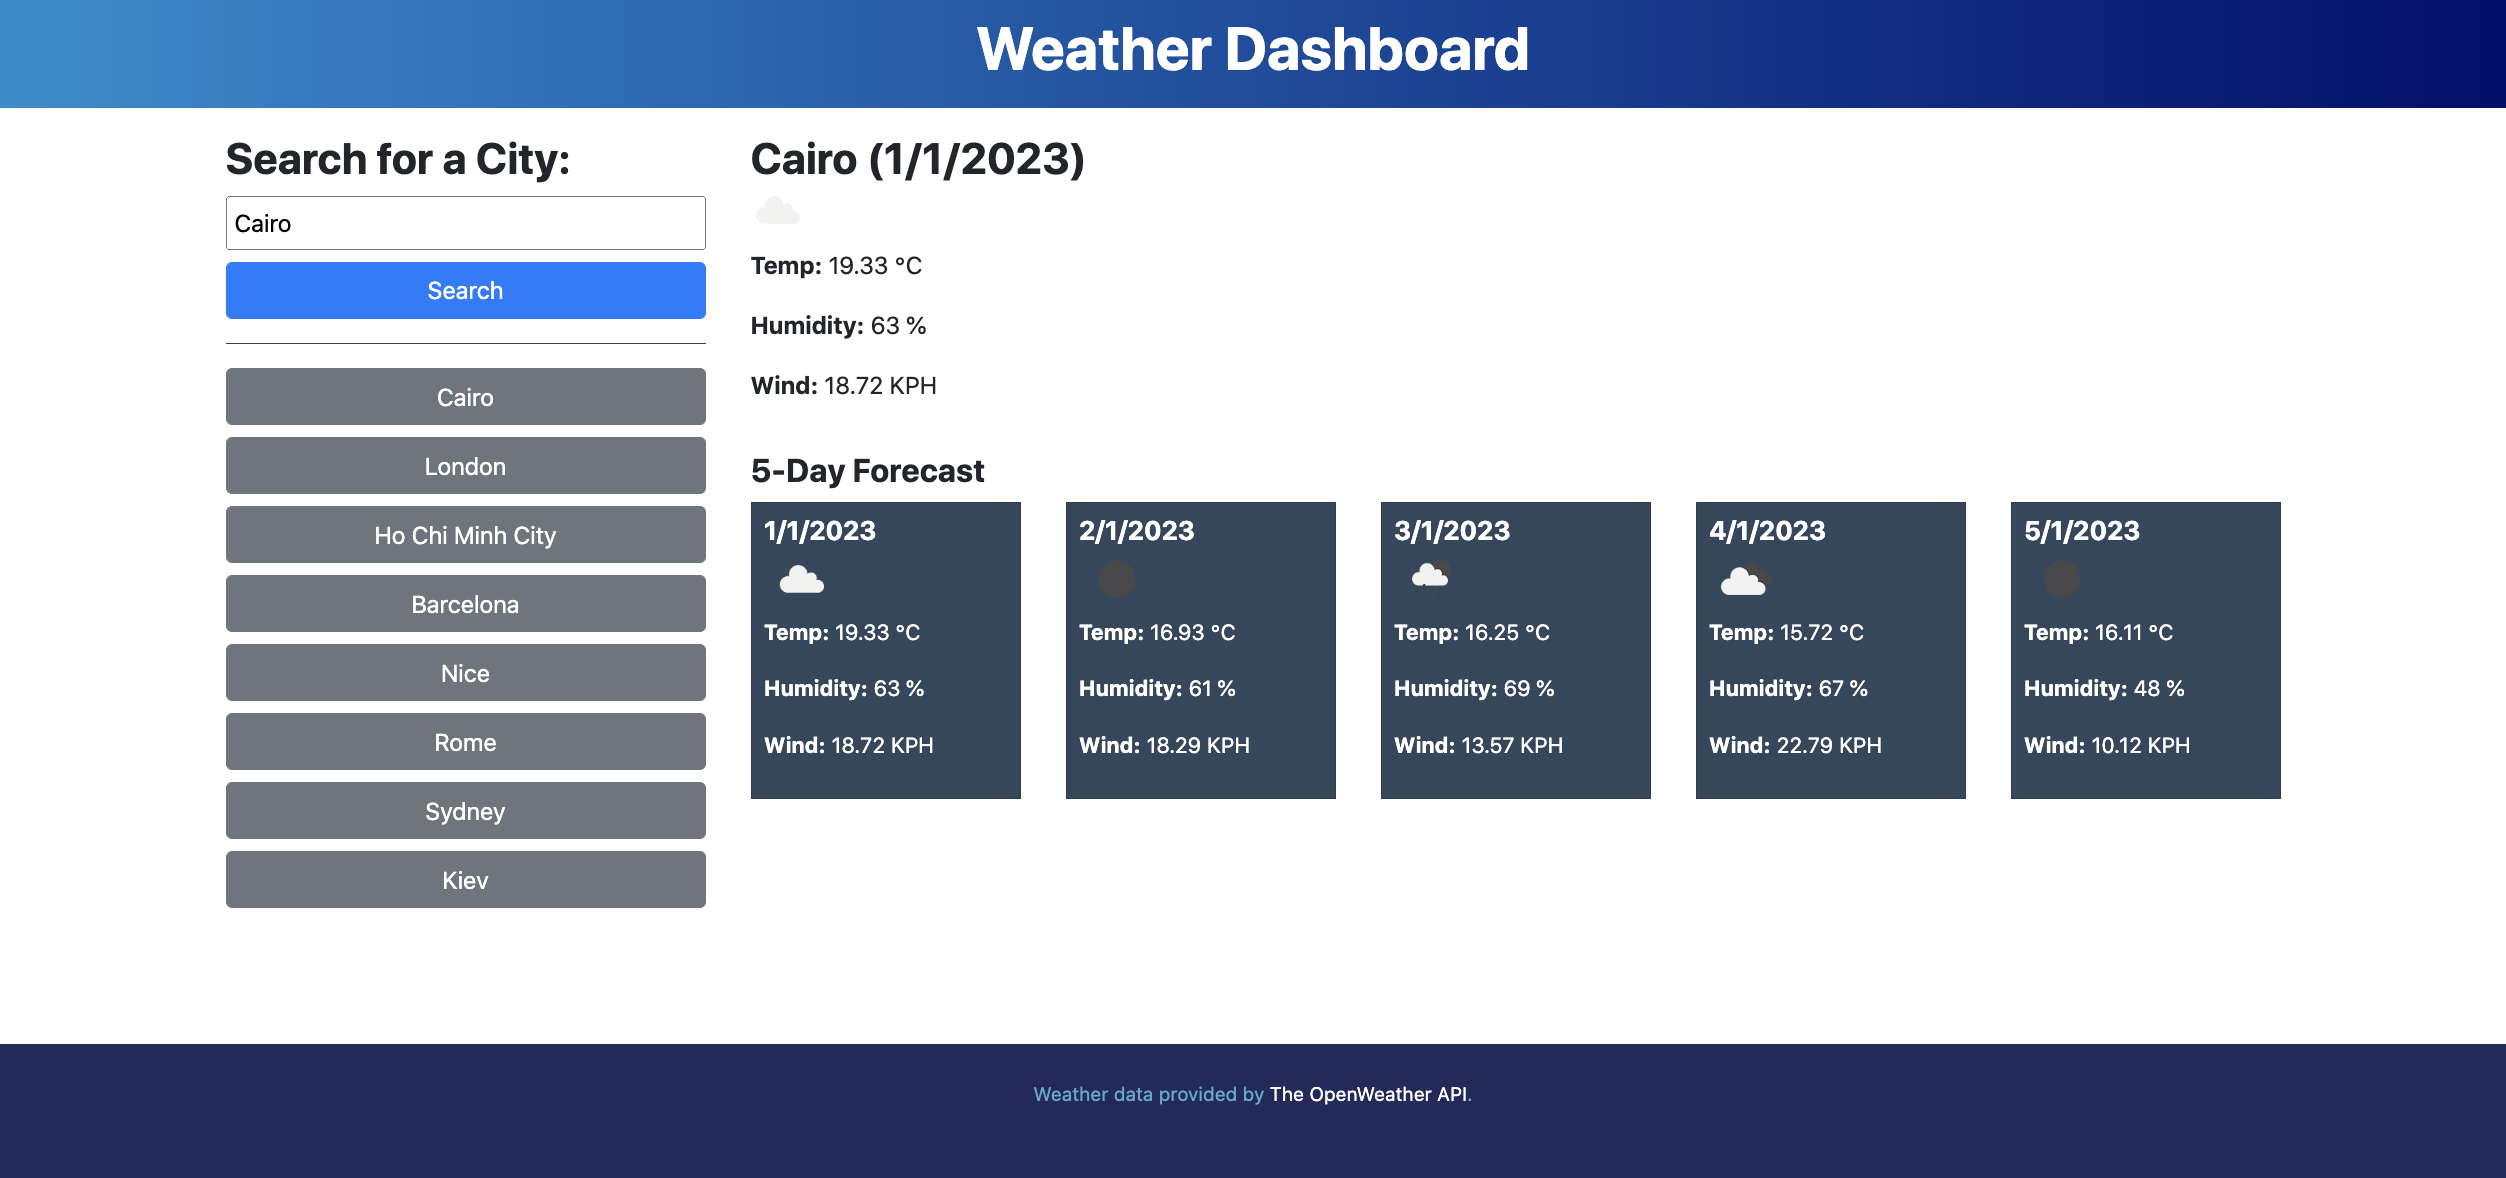 Weather Dashboard
Search for a City:
Cairo
Search
Cairo
London
Ho Chi Minh City
Barcelona
Nice
Rome
Sydney
Kiev
Cairo (1/1/2023)
Temp: 19.33 °C
Humidity: 63 %
Wind: 18.72 KPH
5-Day Forecast
1/1/2023
Temp: 19.33 °C
Humidity: 63 %
Wind: 18.72 KPH
2/1/2023
Temp: 16.93 °C
Humidity: 61 %
Wind: 18.29 KPH
3/1/2023
Temp: 16.25 °C
Humidity: 69 %
Wind: 13.57 KPH
4/1/2023
Temp: 15.72 °C
Humidity: 67 %
Wind: 22.79 KPH
5/1/2023
Temp: 16.11 °C
Humidity: 48 %
Wind: 10.12 KPH
Weather data provided by The OpenWeather API.